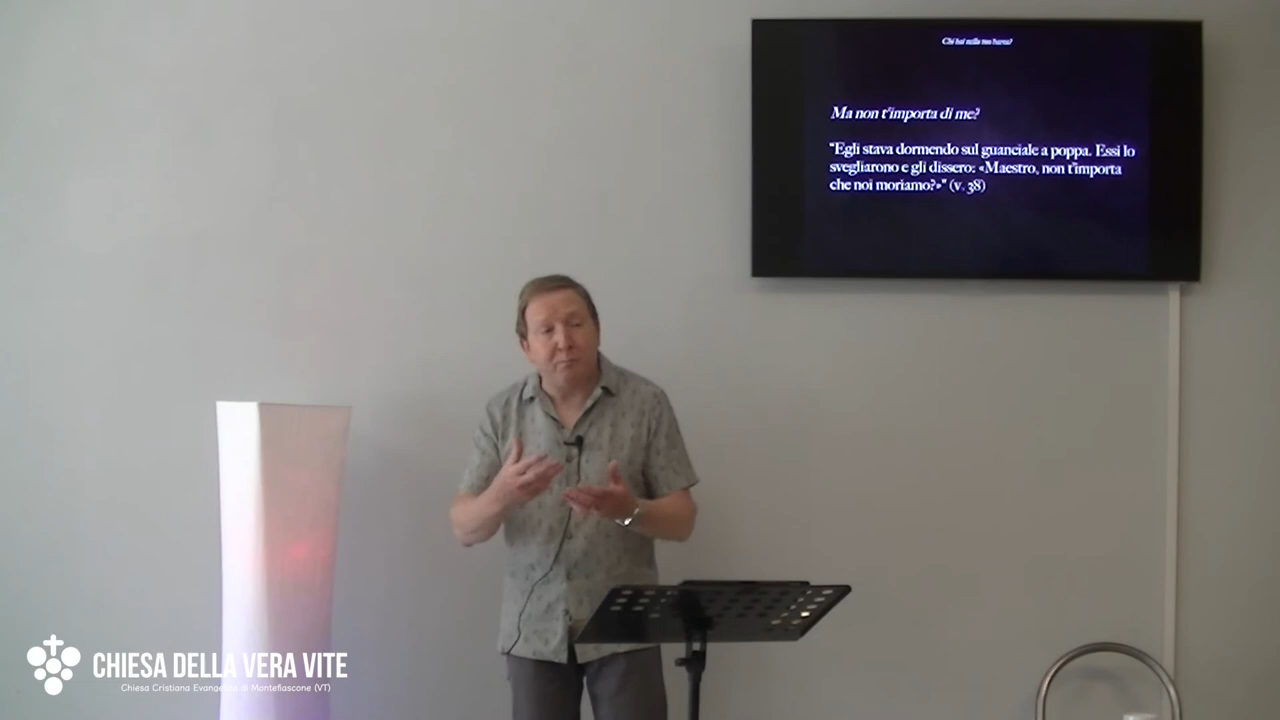 Chi hai nella tua barca?
Ma non t'importa di me?
"Egli stava dormendo sul guanciale a poppa. Essi lo
svegliarono e gli dissero: «Maestro, non t'importa
che noi moriamo?»" (v. 38)
CHIESA DELLA VERA VITE
Chiesa Cristiana Evangelica di Montefiascone (VT)